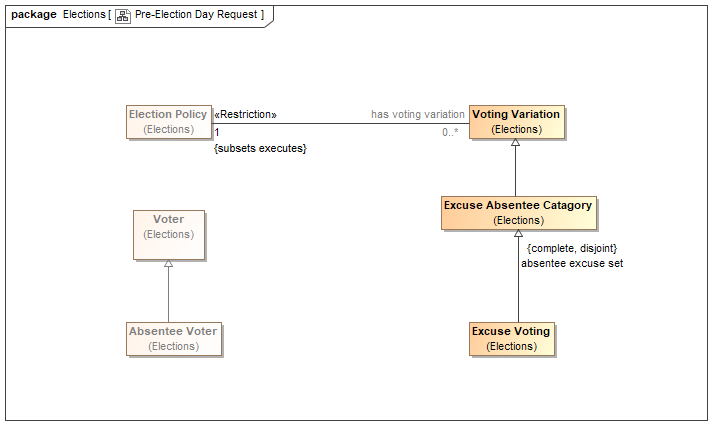 package Elections [ Pre-Election Day Request ]
Election Policy
(Elections)
«Restriction»
1
{subsets executes}
has voting variation
0..*
Voting Variation
(Elections)
Excuse Absentee Catagory
(Elections)
{complete, disjoint}
absentee excuse set
Voter
(Elections)
Absentee Voter
(Elections)
Excuse Voting
(Elections)